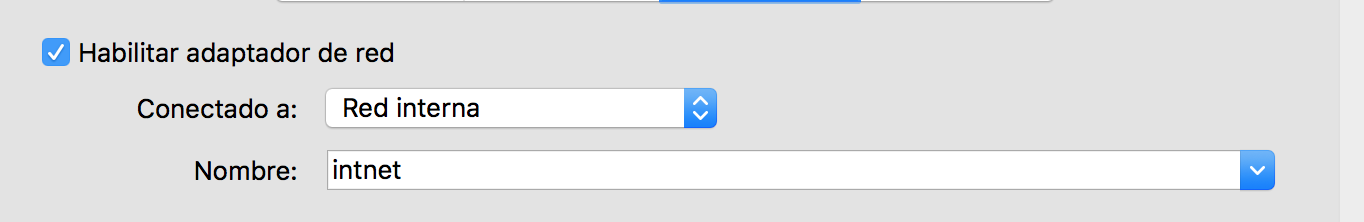 Habilitar adaptador de red
Conectado a: Red interna
Nombre: intnet